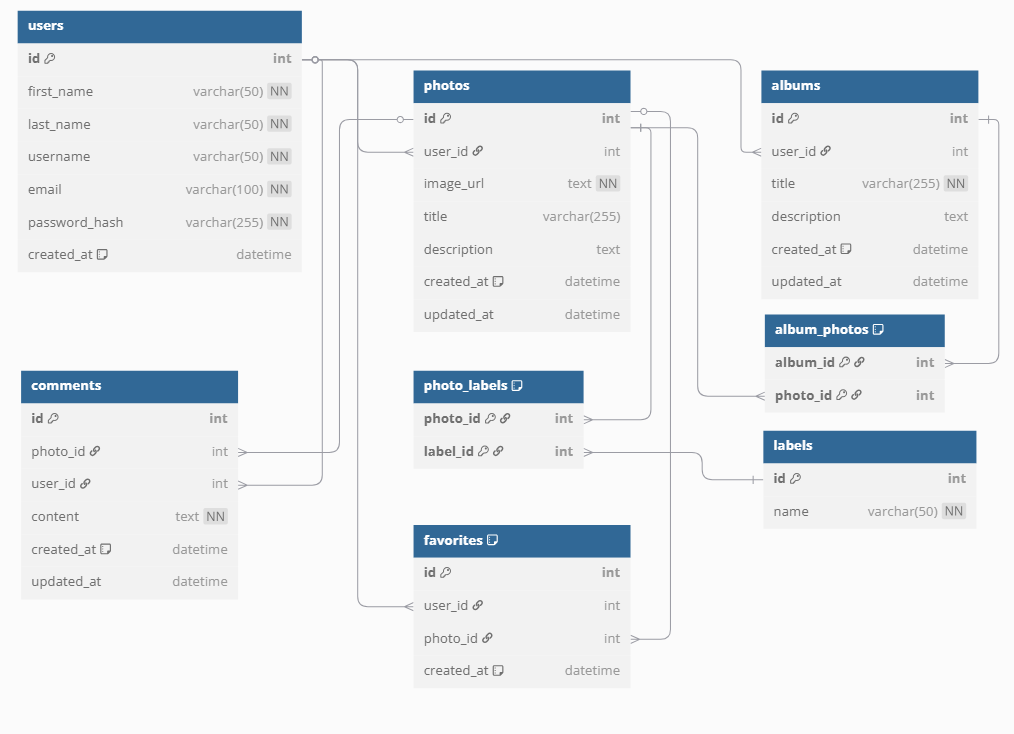 users
id int
first_name varchar(50) NN
last_name varchar(50) NN
username varchar(50) NN
email varchar(100) NN
password_hash varchar(255) NN
created_at datetime
photos
id int
user_id int
image_url text NN
title varchar(255)
description text
created_at datetime
updated_at datetime
albums
id int
user_id int
title varchar(255) NN
description text
created_at datetime
updated_at datetime
album_photos
album_id int
photo_id int
comments
id int
photo_id int
user_id int
content text NN
created_at datetime
updated_at datetime
photo_labels
photo_id int
label_id int
labels
id int
name varchar(50) NN
favorites
id int
user_id int
photo_id int
created_at datetime